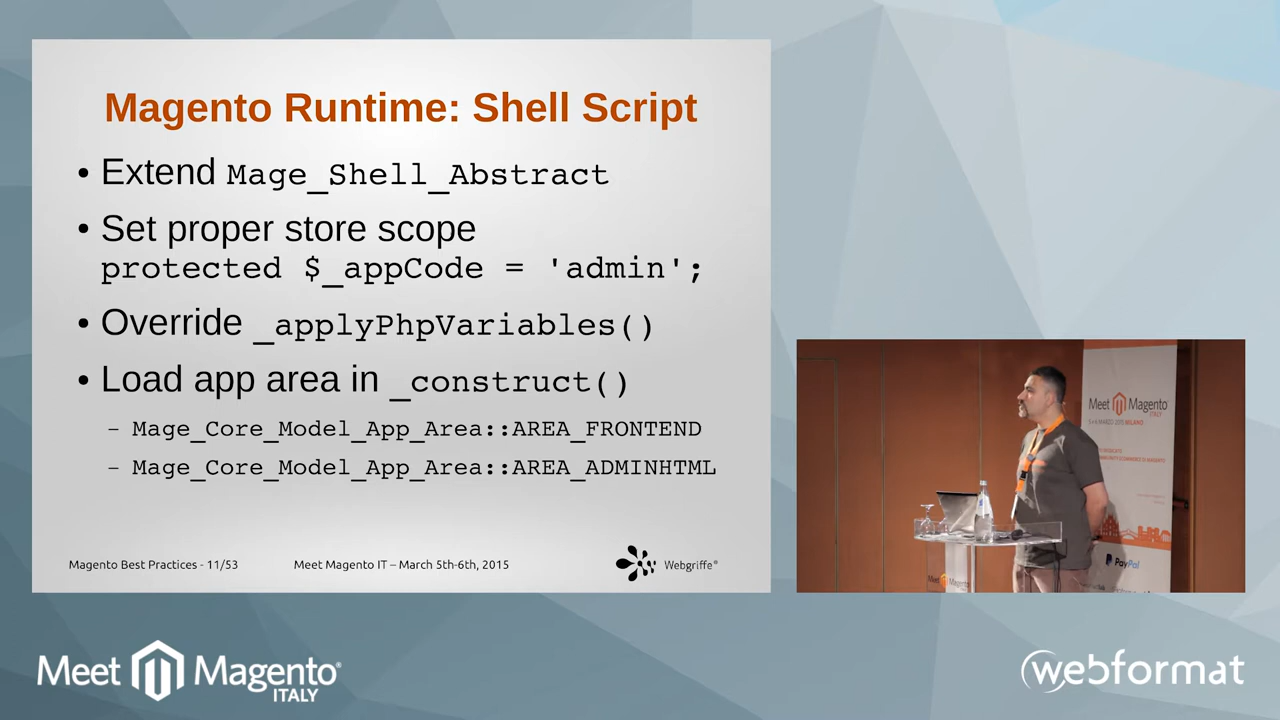 Magento Runtime: Shell Script
• Extend Mage_Shell_Abstract
• Set proper store scope
protected $_appCode = 'admin';
• Override _applyPhpVariables()
• Load app area in _construct()
– Mage_Core_Model_App_Area::AREA_FRONTEND
– Mage_Core_Model_App_Area::AREA_ADMINHTML
Magento Best Practices - 11/53 Meet Magento IT – March 5th-6th, 2015 Webgriffe®
Meet Magento
MILANO
PayPal
Meet Magento®
ITALY
webformat